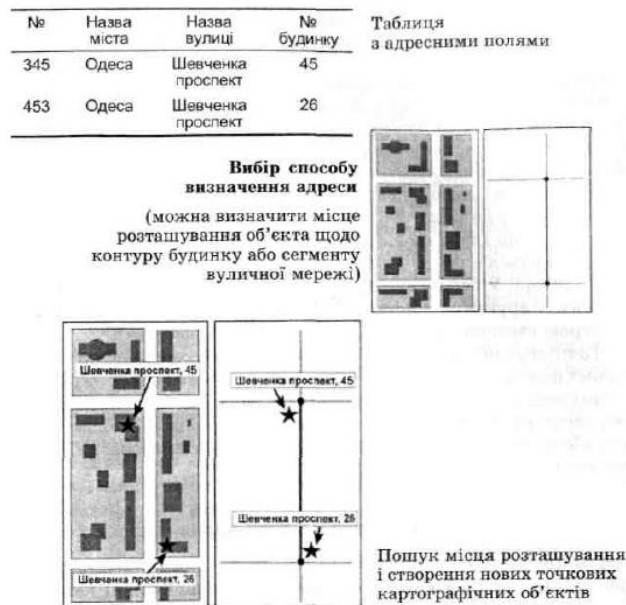 № Назва міста Назва вулиці № будинку
345 Одеса Шевченка проспект 45
453 Одеса Шевченка проспект 26
Таблиця
з адресними полями
Вибір способу
визначення адреси
(можна визначити місце
розташування об'єкта щодо
контуру будинку або сегменту
вуличної мережі)
Шевченка проспект, 45
Шевченка проспект, 26
Шевченка проспект, 45
Шевченка проспект, 26
Пошук місця розташування
і створення нових точкових
картографічних об'єктів